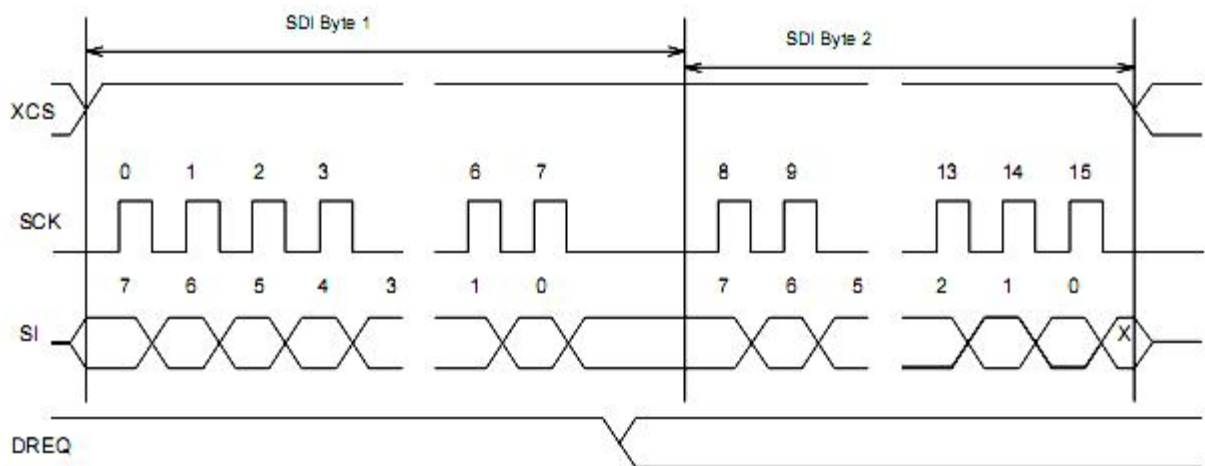 SDI Byte 1
SDI Byte 2
XCS
0 1 2 3 6 7 8 9 13 14 15
SCK
7 6 5 4 3 1 0 7 6 5 2 1 0
SI X
DREQ